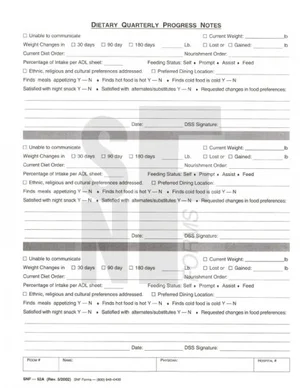 DIETARY QUARTERLY PROGRESS NOTES
☐ Unable to communicate ☐ Current Weight: lb
Weight Changes in ☐ 30 days ☐ 90 day ☐ 180 days Lb. ☐ Lost or ☐ Gained: lb
Current Diet Order: Nourishment Order:
Percentage of Intake per ADL sheet: Feeding Status: Self • Prompt • Assist • Feed
☐ Ethnic, religious and cultural preferences addressed. ☐ Preferred Dining Location:
Finds meals appetizing Y — N • Finds hot food is hot Y — N • Finds cold food is cold Y — N
Satisfied with night snack Y — N • Satisfied with alternates/substitutes Y — N • Requested changes in food preferences:
Date: DSS Signature:
☐ Unable to communicate ☐ Current Weight: lb
Weight Changes in ☐ 30 days ☐ 90 day ☐ 180 days Lb. ☐ Lost or ☐ Gained: lb
Current Diet Order: Nourishment Order:
Percentage of Intake per ADL sheet: Feeding Status: Self • Prompt • Assist • Feed
☐ Ethnic, religious and cultural preferences addressed. ☐ Preferred Dining Location:
Finds meals appetizing Y — N • Finds hot food is hot Y — N • Finds cold food is cold Y — N
Satisfied with night snack Y — N • Satisfied with alternates/substitutes Y — N • Requested changes in food preferences:
Date: DSS Signature:
☐ Unable to communicate ☐ Current Weight: lb
Weight Changes in ☐ 30 days ☐ 90 day ☐ 180 days Lb. ☐ Lost or ☐ Gained: lb
Current Diet Order: Nourishment Order:
Percentage of Intake per ADL sheet: Feeding Status: Self • Prompt • Assist • Feed
☐ Ethnic, religious and cultural preferences addressed. ☐ Preferred Dining Location:
Finds meals appetizing Y — N • Finds hot food is hot Y — N • Finds cold food is cold Y — N
Satisfied with night snack Y — N • Satisfied with alternates/substitutes Y — N • Requested changes in food preferences:
Date: DSS Signature:
ROOM # NAME: PHYSICIAN: HOSPITAL #
SNF Forms